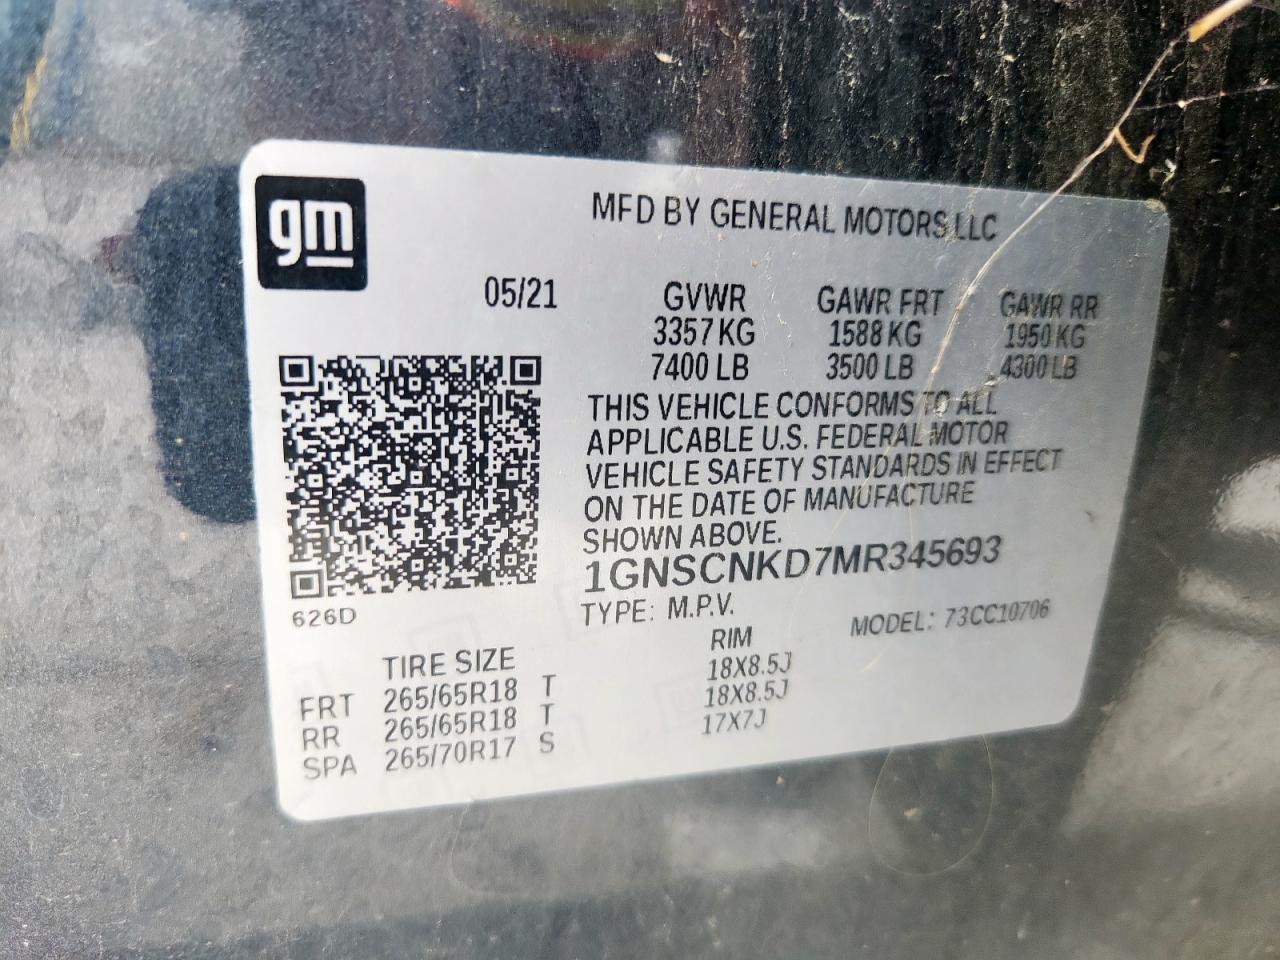 gm
MFD BY GENERAL MOTORS LLC
05/21 GVWR GAWR FRT GAWR RR
3357 KG 1588 KG 1950 KG
7400 LB 3500 LB 4300 LB
THIS VEHICLE CONFORMS TO ALL
APPLICABLE U.S. FEDERAL MOTOR
VEHICLE SAFETY STANDARDS IN EFFECT
ON THE DATE OF MANUFACTURE
SHOWN ABOVE.
1GNSCNKD7MR345693
626D
TYPE: M.P.V. MODEL: 73CC10706
TIRE SIZE RIM
FRT 265/65R18 T 18X8.5J
RR 265/65R18 T 18X8.5J
SPA 265/70R17 S 17X7J